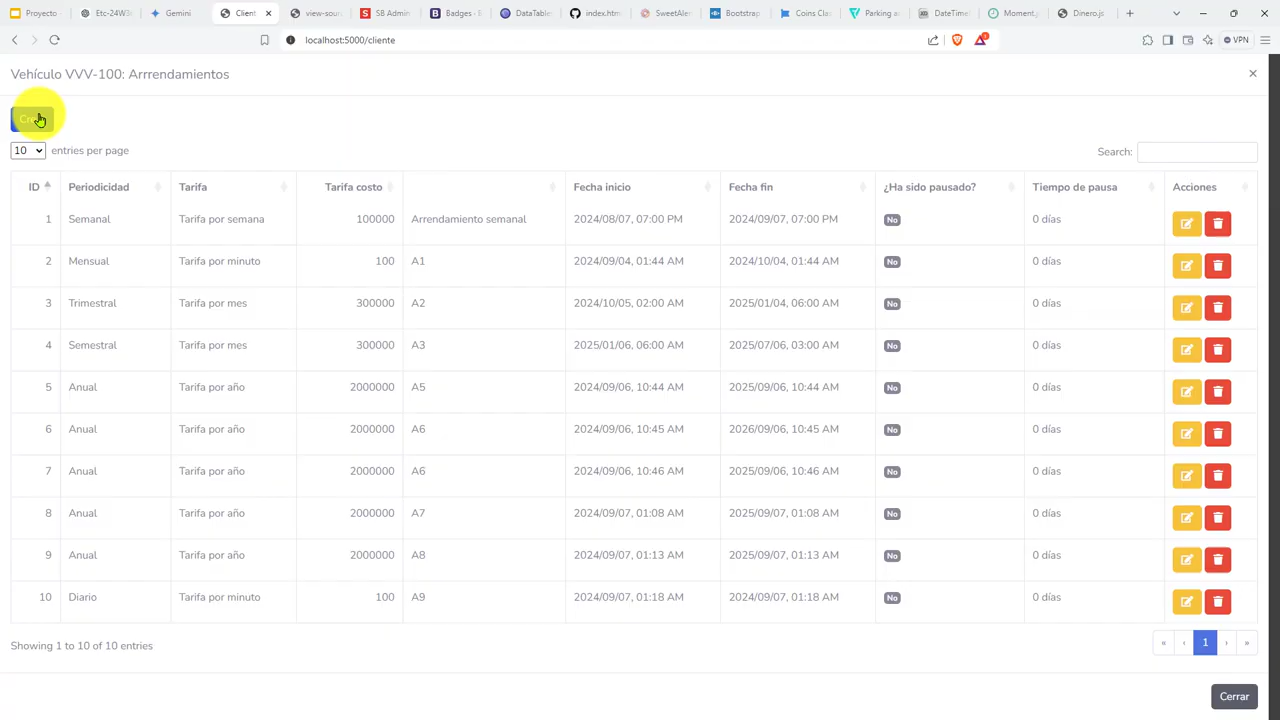 Proyecto -
Etc-24W3
Gemini
Client
view-sour
SB Admin
Badges -
DataTable
index.htm
SweetAler
Bootstrap
Coins Cla
Parking a
DateTime
Moment.j
Dinero.js
localhost:5000/cliente
VPN
Vehículo VVV-100: Arrrendamientos
10 entries per page
Search:
ID Periodicidad Tarifa Tarifa costo Fecha inicio Fecha fin ¿Ha sido pausado? Tiempo de pausa Acciones
1 Semanal Tarifa por semana 100000 Arrendamiento semanal 2024/08/07, 07:00 PM 2024/09/07, 07:00 PM No 0 días
2 Mensual Tarifa por minuto 100 A1 2024/09/04, 01:44 AM 2024/10/04, 01:44 AM No 0 días
3 Trimestral Tarifa por mes 300000 A2 2024/10/05, 02:00 AM 2025/01/04, 06:00 AM No 0 días
4 Semestral Tarifa por mes 300000 A3 2025/01/06, 06:00 AM 2025/07/06, 03:00 AM No 0 días
5 Anual Tarifa por año 2000000 A5 2024/09/06, 10:44 AM 2025/09/06, 10:44 AM No 0 días
6 Anual Tarifa por año 2000000 A6 2024/09/06, 10:45 AM 2026/09/06, 10:45 AM No 0 días
7 Anual Tarifa por año 2000000 A6 2024/09/06, 10:46 AM 2025/09/06, 10:46 AM No 0 días
8 Anual Tarifa por año 2000000 A7 2024/09/07, 01:08 AM 2025/09/07, 01:08 AM No 0 días
9 Anual Tarifa por año 2000000 A8 2024/09/07, 01:13 AM 2025/09/07, 01:13 AM No 0 días
10 Diario Tarifa por minuto 100 A9 2024/09/07, 01:18 AM 2024/09/07, 01:18 AM No 0 días
Showing 1 to 10 of 10 entries
« ‹ 1 › »
Cerrar